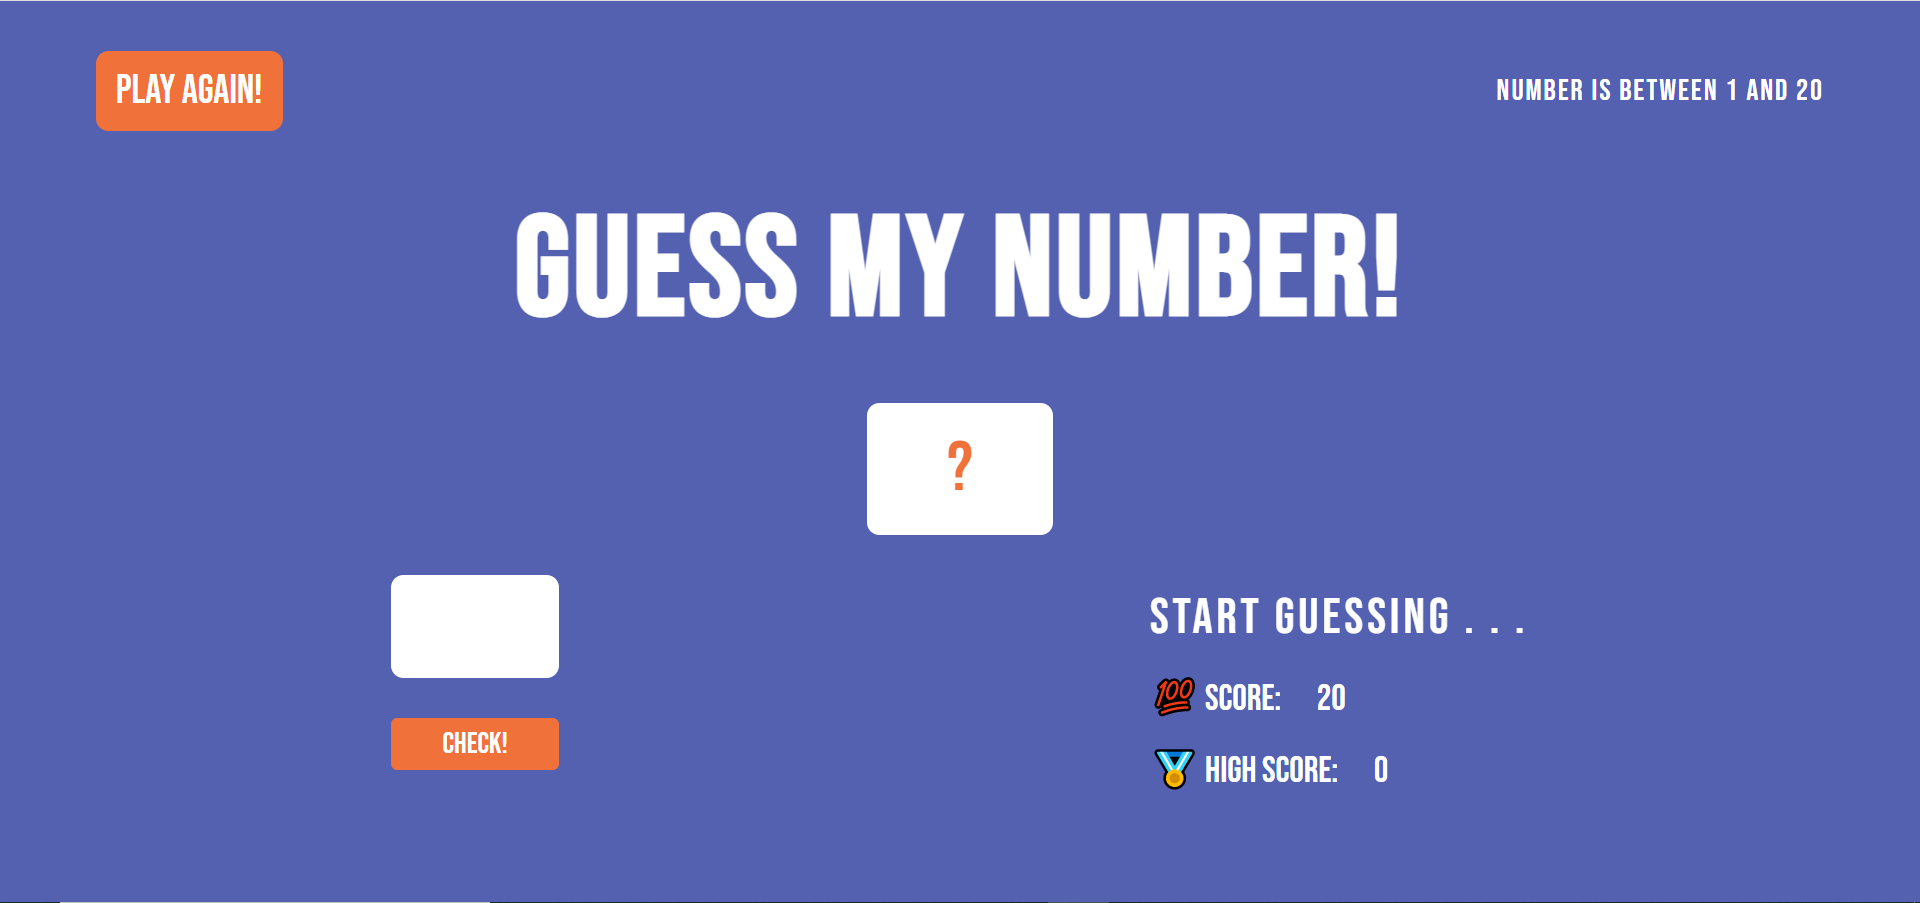 PLAY AGAIN!
NUMBER IS BETWEEN 1 AND 20
GUESS MY NUMBER!
?
START GUESSING . . .
💯 SCORE: 20
CHECK!
🏅 HIGH SCORE: 0